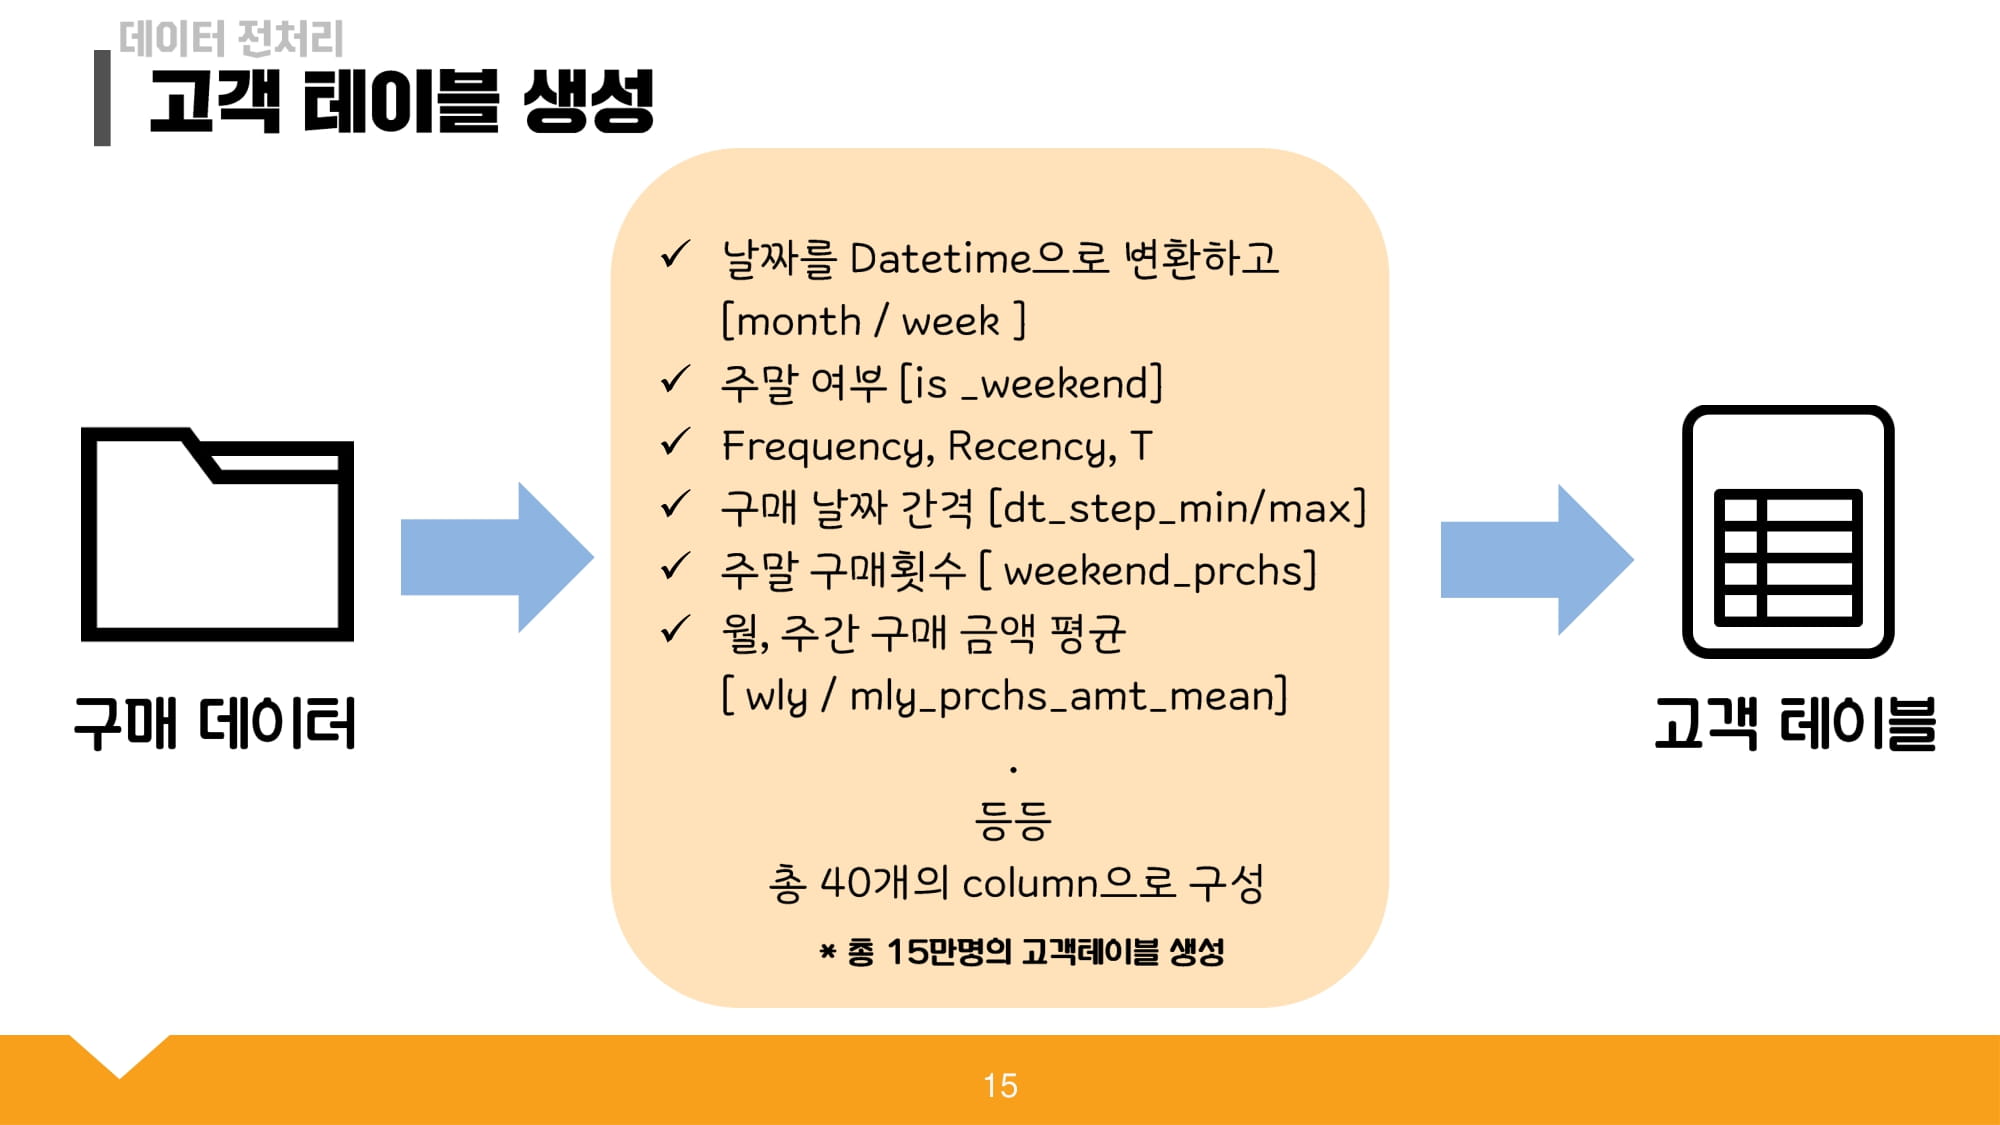 데이터 전처리
고객 테이블 생성
✓ 날짜를 Datetime으로 변환하고
[month / week ]
✓ 주말 여부 [is _weekend]
✓ Frequency, Recency, T
✓ 구매 날짜 간격 [dt_step_min/max]
✓ 주말 구매횟수 [ weekend_prchs]
✓ 월, 주간 구매 금액 평균
[ wly / mly_prchs_amt_mean]
.
등등
총 40개의 column으로 구성
* 총 15만명의 고객테이블 생성
구매 데이터
고객 테이블
15